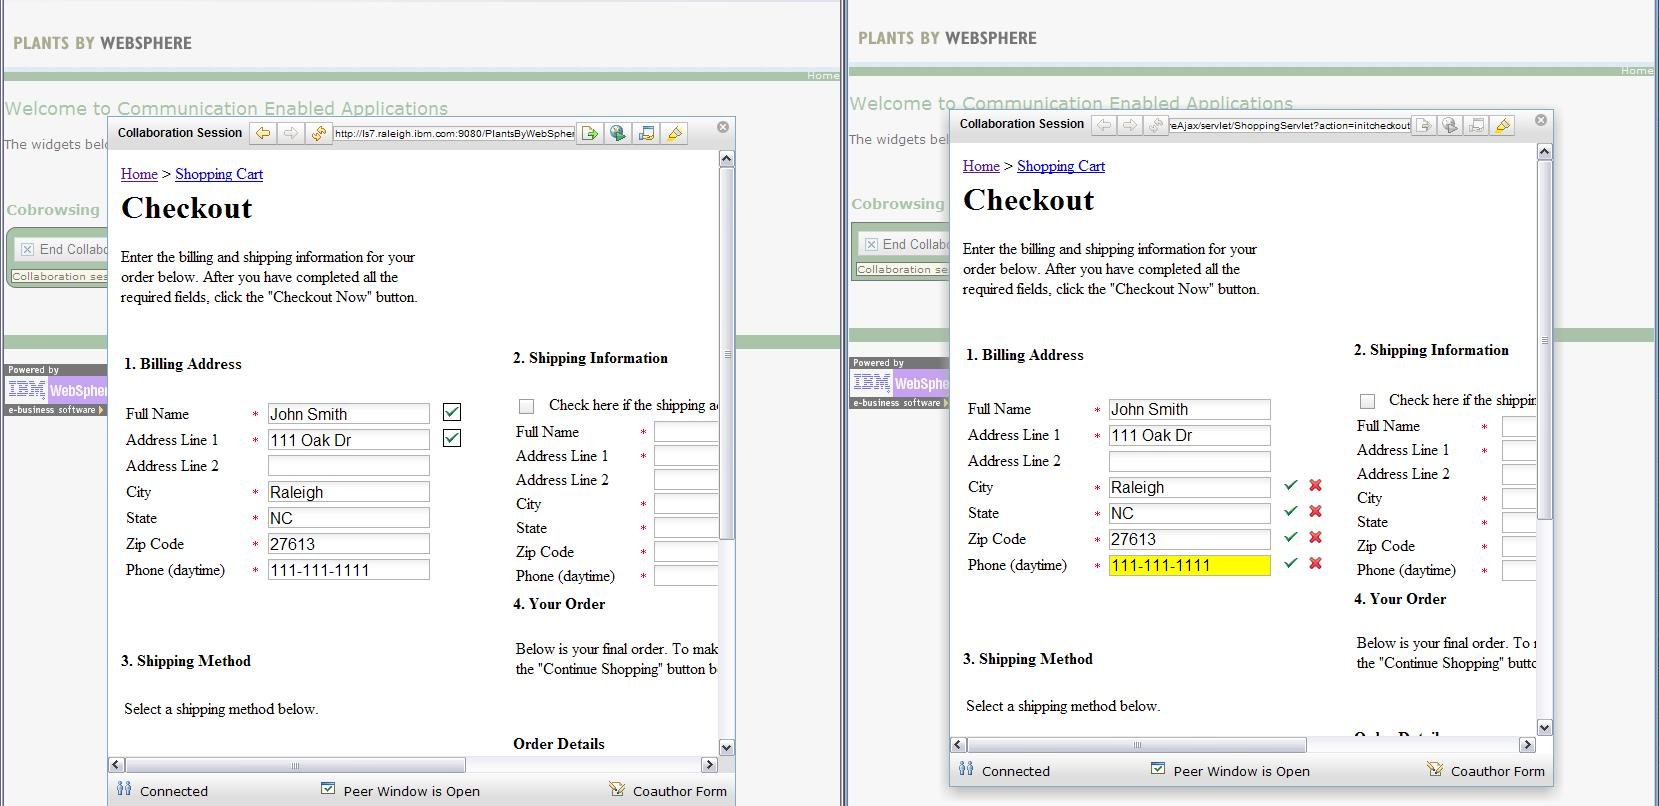 PLANTS BY WEBSPHERE
Home
Welcome to Communication Enabled Applications
The widgets
Cobrowsing
End
Collaboration
Powered by
IBM
e-business software
Collaboration Session
http://ls7.raleigh.ibm.com:9080/PlantsByWebSpher
Home > Shopping Cart
Checkout
Enter the billing and shipping information for your
order below. After you have completed all the
required fields, click the "Checkout Now" button.
1. Billing Address
Full Name * John Smith
Address Line 1 * 111 Oak Dr
Address Line 2
City * Raleigh
State * NC
Zip Code * 27613
Phone (daytime) * 111-111-1111
3. Shipping Method
Select a shipping method below.
2. Shipping Information
Check here if the shipping
Full Name *
Address Line 1 *
Address Line 2
City *
State *
Zip Code *
Phone (daytime) *
4. Your Order
Below is your final order. To mak
the "Continue Shopping" button
Order Details
Connected
Peer Window is Open
Coauthor Form
PLANTS BY WEBSPHERE
Home
Welcome to Communication Enabled Applications
The widgets
Cobrowsing
End
Collaboration
Powered by
IBM
e-business software
Collaboration Session
eAjax/servlet/ShoppingServlet?action=initcheckout
Home > Shopping Cart
Checkout
Enter the billing and shipping information for your
order below. After you have completed all the
required fields, click the "Checkout Now" button.
1. Billing Address
Full Name * John Smith
Address Line 1 * 111 Oak Dr
Address Line 2
City * Raleigh
State * NC
Zip Code * 27613
Phone (daytime) * 111-111-1111
3. Shipping Method
Select a shipping method below.
2. Shipping Information
Check here if the shippin
Full Name *
Address Line 1 *
Address Line 2
City *
State *
Zip Code *
Phone (daytime) *
4. Your Order
Below is your final order. To
the "Continue Shopping"
Connected
Peer Window is Open
Coauthor Form